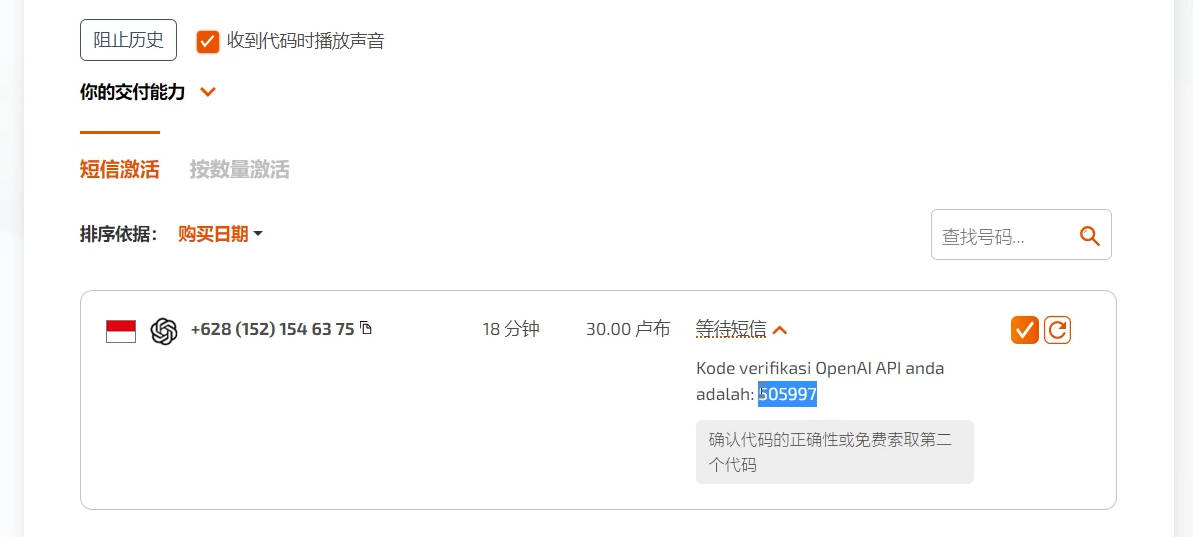 阻止历史 收到代码时播放声音
你的交付能力
短信激活 按数量激活
排序依据： 购买日期 查找号码...
+628 (152) 154 63 75 18 分钟 30.00 卢布 等待短信
Kode verifikasi OpenAI API anda
adalah: 505997
确认代码的正确性或免费索取第二
个代码